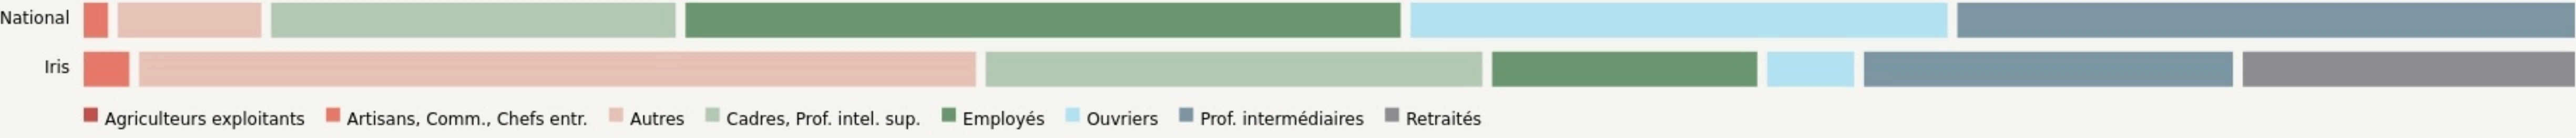 National
Iris
Agriculteurs exploitants Artisans, Comm., Chefs entr. Autres Cadres, Prof. intel. sup. Employés Ouvriers Prof. intermédiaires Retraités